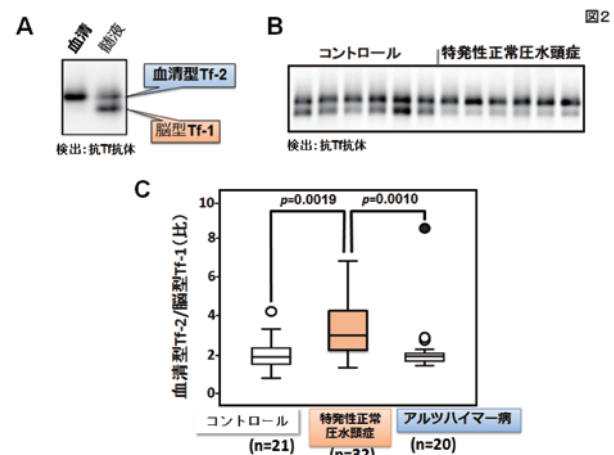 図2
A
血清
髄液
血清型Tf-2
脳型Tf-1
検出：抗Tf抗体
B
コントロール
特発性正常圧水頭症
検出：抗Tf抗体
C
血清型Tf-2/脳型Tf-1（比）
10
8
6
4
2
0
p=0.0019
p=0.0010
コントロール
(n=21)
特発性正常
圧水頭症
(n=32)
アルツハイマー病
(n=20)